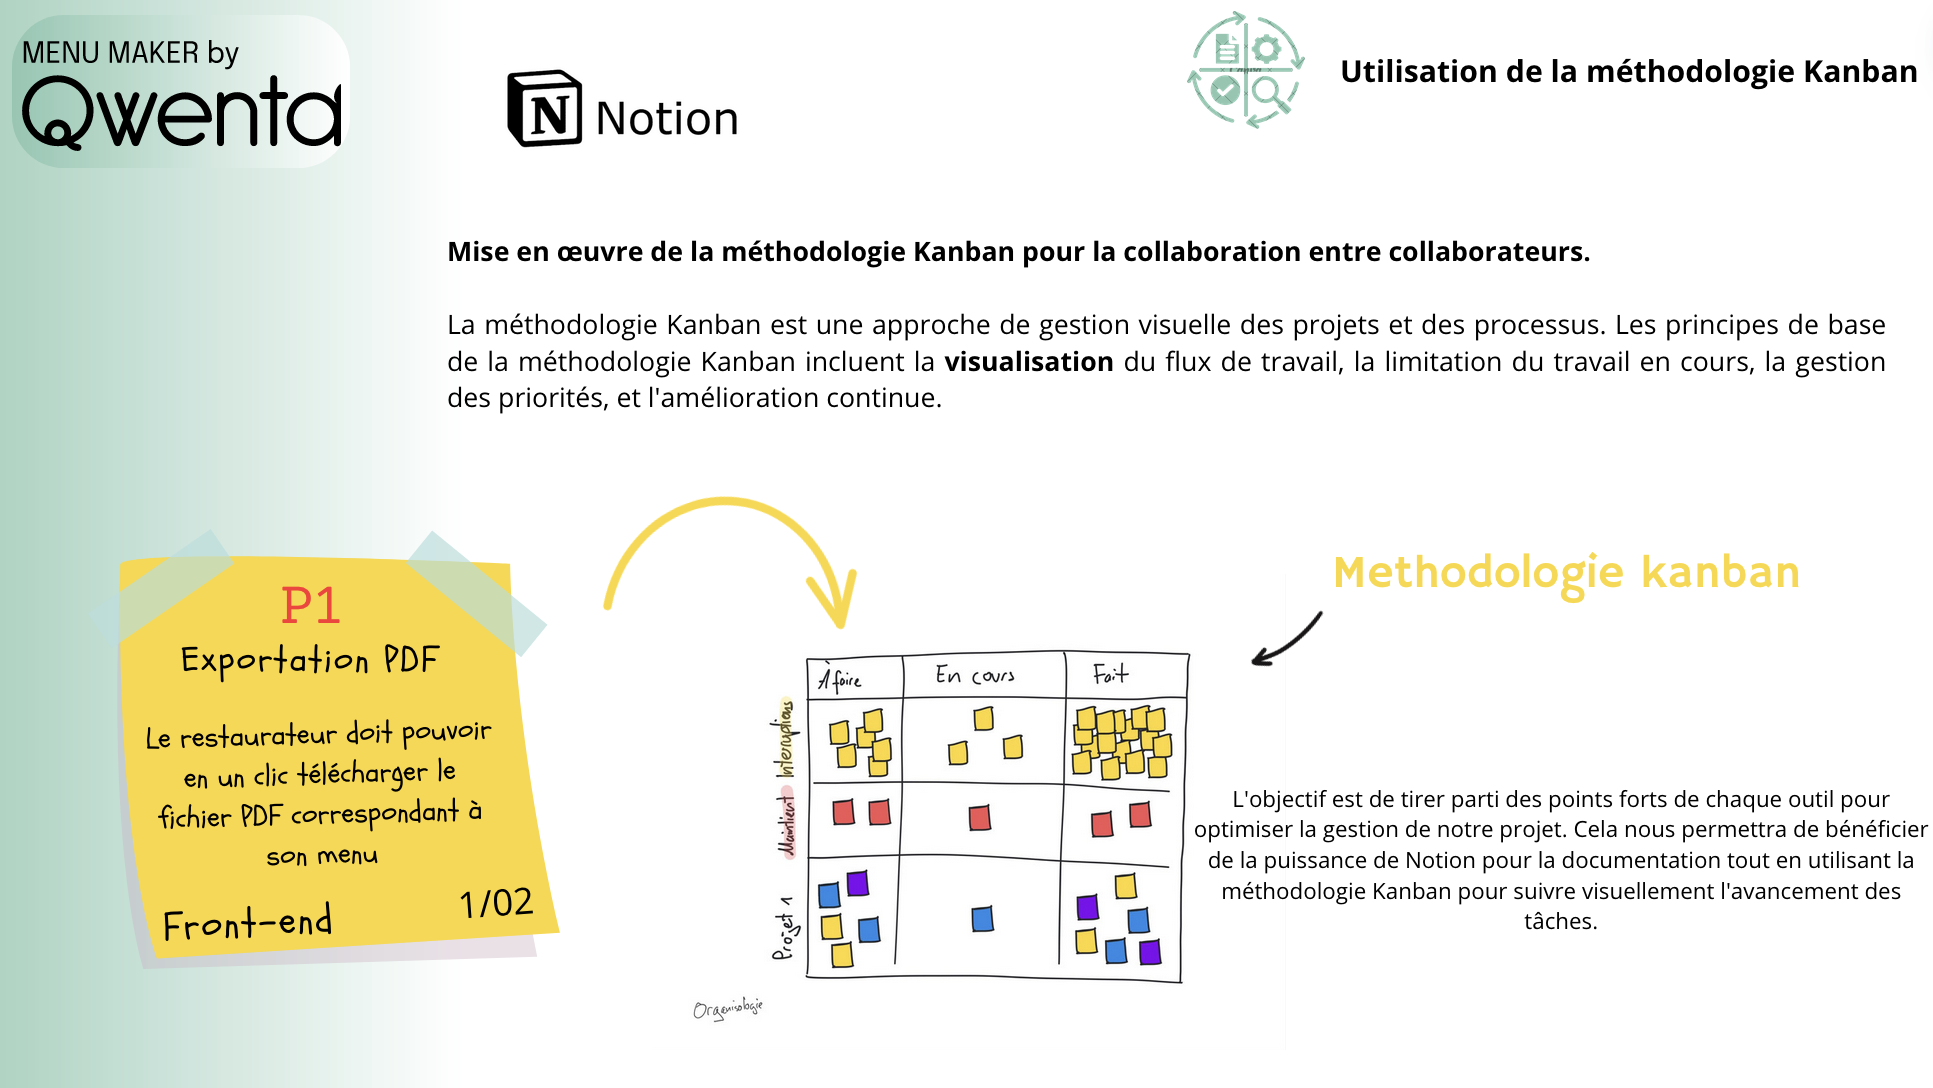 MENU MAKER by
Qwenta
N Notion
Utilisation de la méthodologie Kanban
Mise en œuvre de la méthodologie Kanban pour la collaboration entre collaborateurs.
La méthodologie Kanban est une approche de gestion visuelle des projets et des processus. Les principes de base
de la méthodologie Kanban incluent la visualisation du flux de travail, la limitation du travail en cours, la gestion
des priorités, et l'amélioration continue.
P1
Exportation PDF
Le restaurateur doit pouvoir
en un clic télécharger le
fichier PDF correspondant à
son menu
Front-end
1/02
Methodologie kanban
À faire
En cours
Fait
Interruptions
Maintient
Projet 1
Organisologie
L'objectif est de tirer parti des points forts de chaque outil pour
optimiser la gestion de notre projet. Cela nous permettra de bénéficier
de la puissance de Notion pour la documentation tout en utilisant la
méthodologie Kanban pour suivre visuellement l'avancement des
tâches.